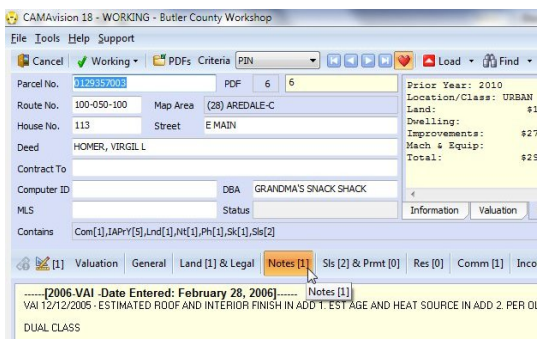 CAMAvision 18 - WORKING - Butler County Workshop
File Tools Help Support
Cancel Working PDFs Criteria PIN Load Find
Parcel No. 0129357003 PDF 6 6
Route No. 100-050-100 Map Area (28) AREDALE-C
House No. 113 Street E MAIN
Deed HOMER, VIRGIL L
Contract To
Computer ID DBA GRANDMA'S SNACK SHACK
MLS Status
Contains Com[1],IAPrY[5],Lnd[1],Nt[1],Ph[1],Sk[1],Sls[2]
Prior Year: 2010
Location/Class: URBAN
Land: $1
Dwelling:
Improvements: $27
Mach & Equip:
Total: $29
Information Valuation
[1] Valuation General Land [1] & Legal Notes [1] Sls [2] & Prmt [0] Res [0] Comm [1] Inco
Notes [1]
------[2006-VAI -Date Entered: February 28, 2006]------
VAI 12/12/2005 - ESTIMATED ROOF AND INTERIOR FINISH IN ADD 1. EST AGE AND HEAT SOURCE IN ADD 2. PER OL
DUAL CLASS